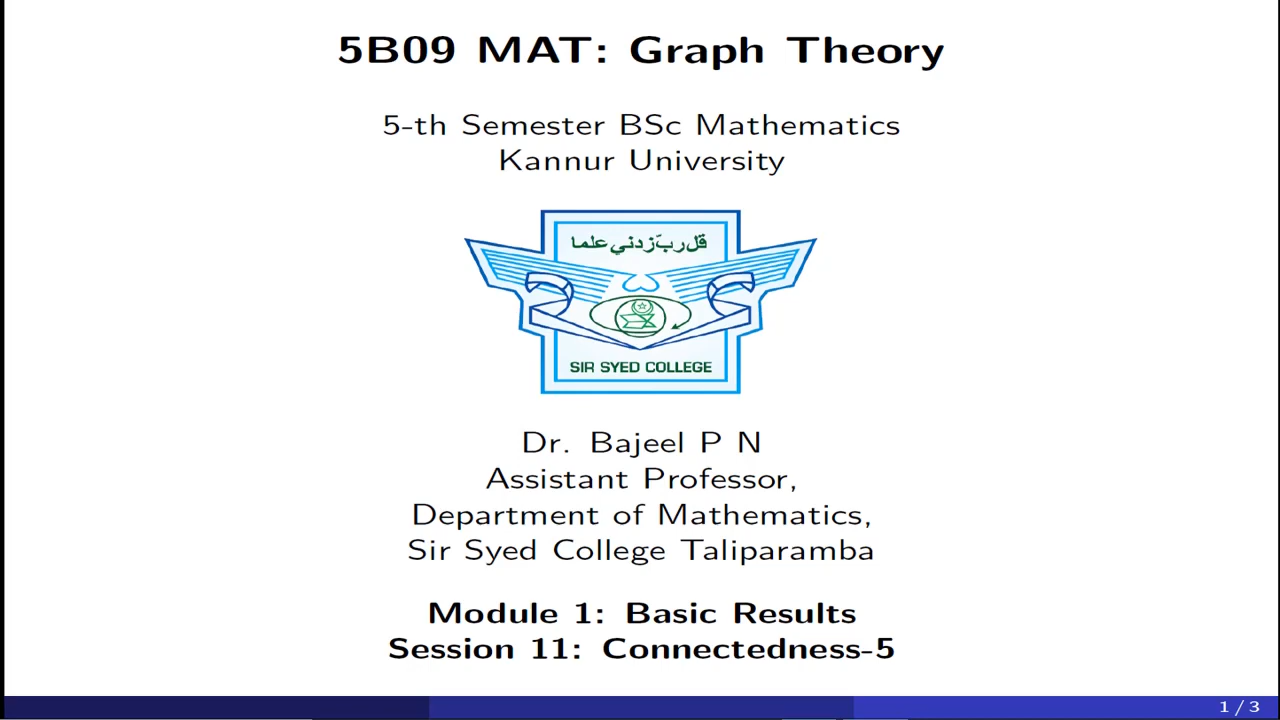 5B09 MAT: Graph Theory
5-th Semester BSc Mathematics
Kannur University
قل ربّ زدني علما
SIR SYED COLLEGE
Dr. Bajeel P N
Assistant Professor,
Department of Mathematics,
Sir Syed College Taliparamba
Module 1: Basic Results
Session 11: Connectedness-5
1 / 3